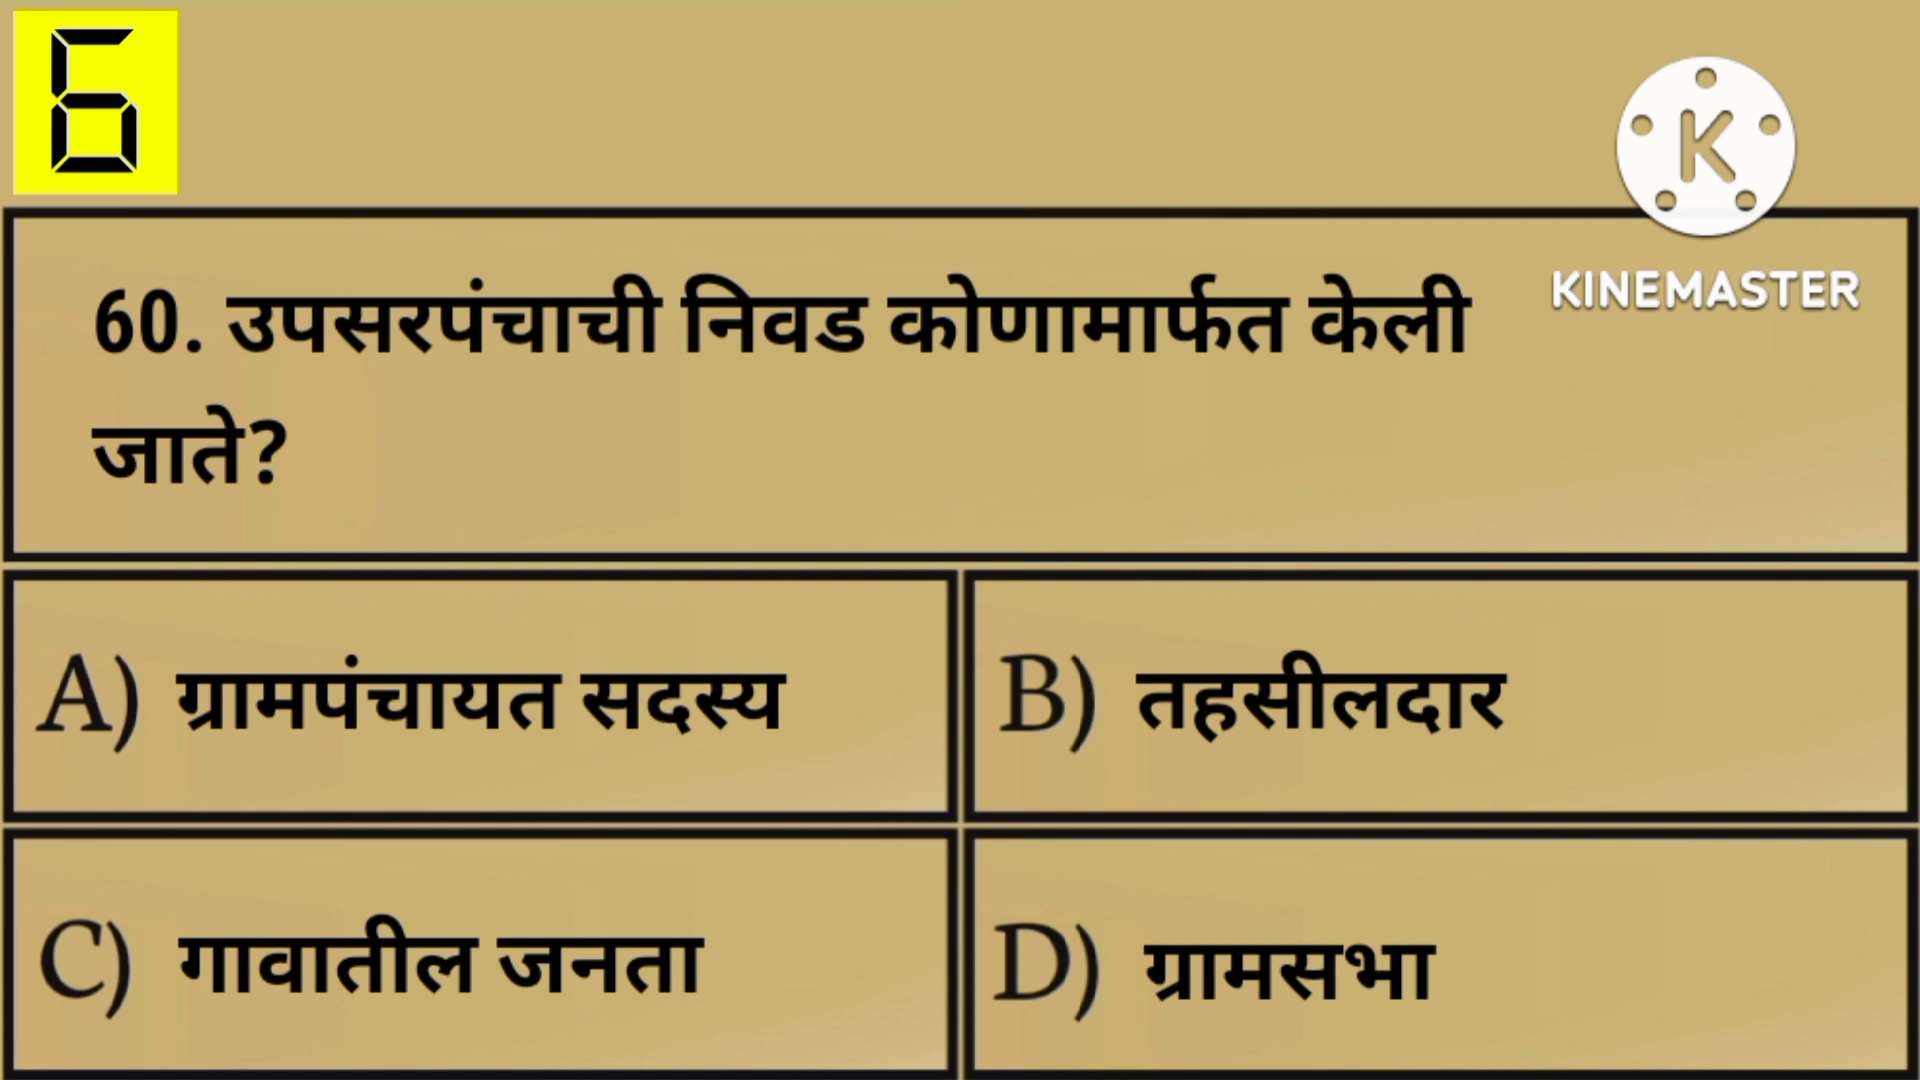 6
KINEMASTER
60. उपसरपंचाची निवड कोणामार्फत केली
जाते?
A) ग्रामपंचायत सदस्य
B) तहसीलदार
C) गावातील जनता
D) ग्रामसभा